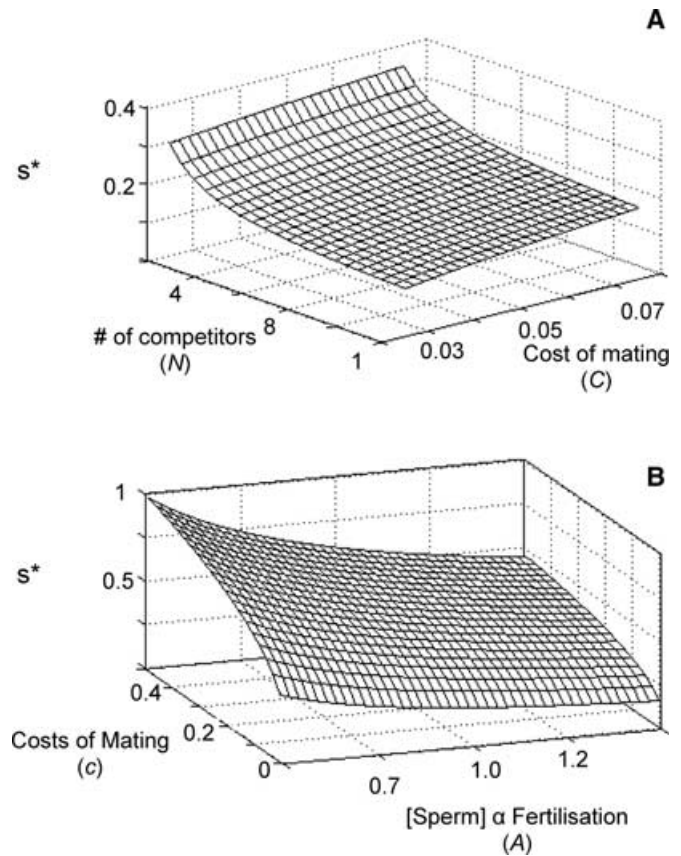 A
0.4
s*
0.2
4
8
1
# of competitors
(N)
0.03
0.05
0.07
Cost of mating
(C)
B
1
s*
0.5
0.4
0.2
0
Costs of Mating
(c)
0.7
1.0
1.2
[Sperm] α Fertilisation
(A)